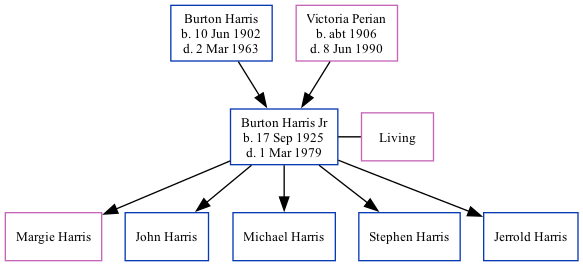 Burton Harris
b. 10 Jun 1902
d. 2 Mar 1963
Victoria Perian
b. abt 1906
d. 8 Jun 1990
Burton Harris Jr
b. 17 Sep 1925
d. 1 Mar 1979
Living
Margie Harris
John Harris
Michael Harris
Stephen Harris
Jerrold Harris